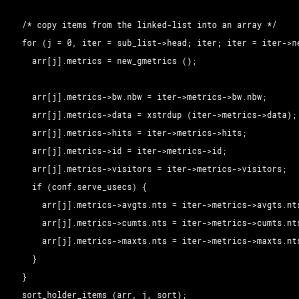 /* copy items from the linked-list into an array */
for (j = 0, iter = sub_list->head; iter; iter = iter->ne
arr[j].metrics = new_gmetrics ();
arr[j].metrics->bw.nbw = iter->metrics->bw.nbw;
arr[j].metrics->data = xstrdup (iter->metrics->data);
arr[j].metrics->hits = iter->metrics->hits;
arr[j].metrics->id = iter->metrics->id;
arr[j].metrics->visitors = iter->metrics->visitors;
if (conf.serve_usecs) {
arr[j].metrics->avgts.nts = iter->metrics->avgts.nts
arr[j].metrics->cumts.nts = iter->metrics->cumts.nts
arr[j].metrics->maxts.nts = iter->metrics->maxts.nts
}
}
sort_holder_items (arr, j, sort);